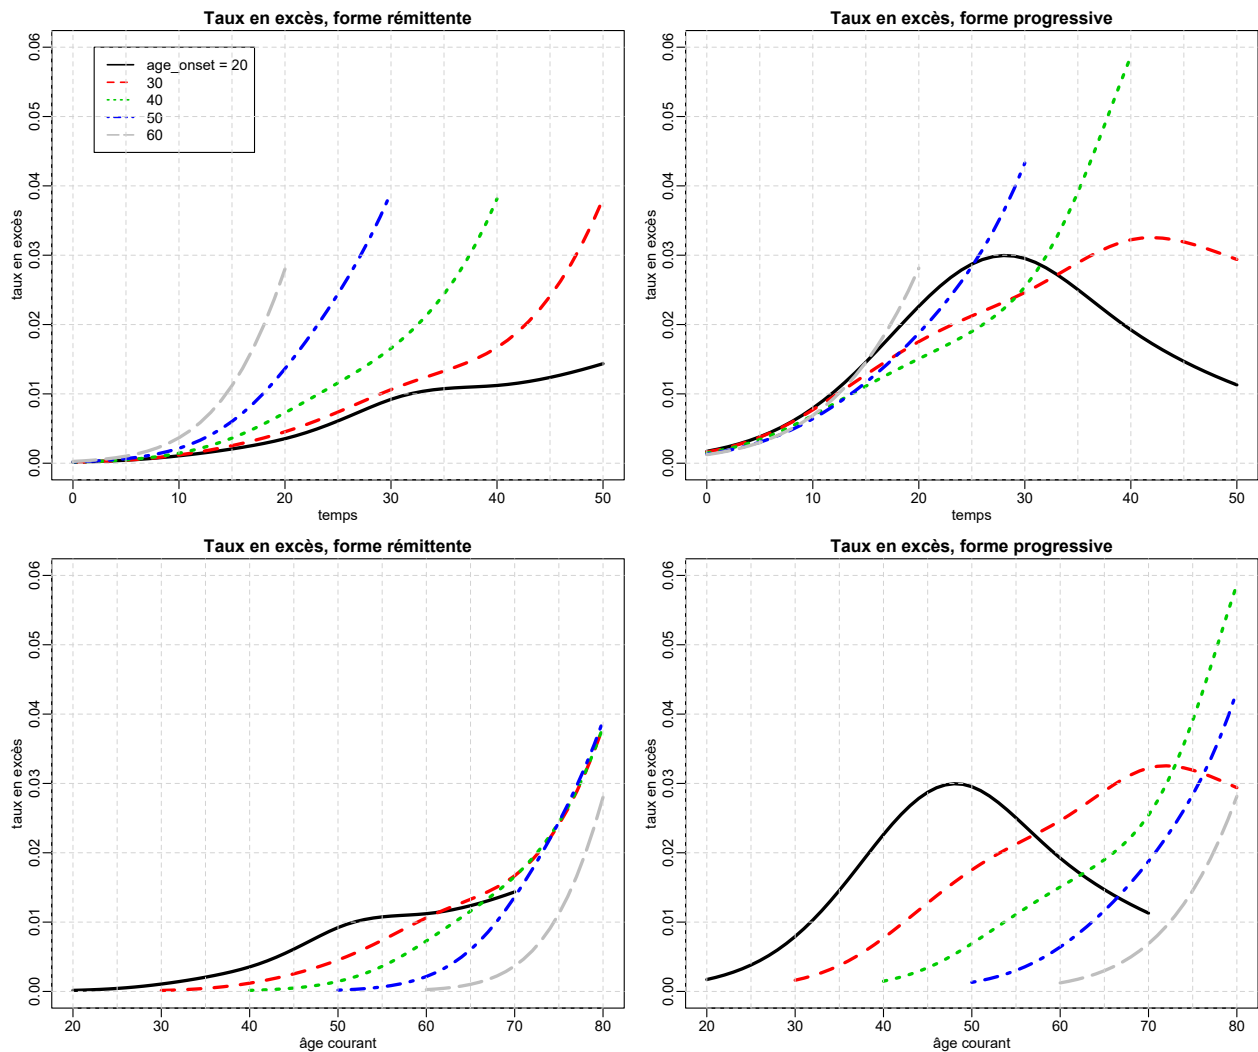 Taux en excès, forme rémittente
taux en excès
0.00 0.01 0.02 0.03 0.04 0.05 0.06
age_onset = 20
30
40
50
60
0 10 20 30 40 50
temps
Taux en excès, forme progressive
taux en excès
0.00 0.01 0.02 0.03 0.04 0.05 0.06
0 10 20 30 40 50
temps
Taux en excès, forme rémittente
taux en excès
0.00 0.01 0.02 0.03 0.04 0.05 0.06
20 30 40 50 60 70 80
âge courant
Taux en excès, forme progressive
taux en excès
0.00 0.01 0.02 0.03 0.04 0.05 0.06
20 30 40 50 60 70 80
âge courant